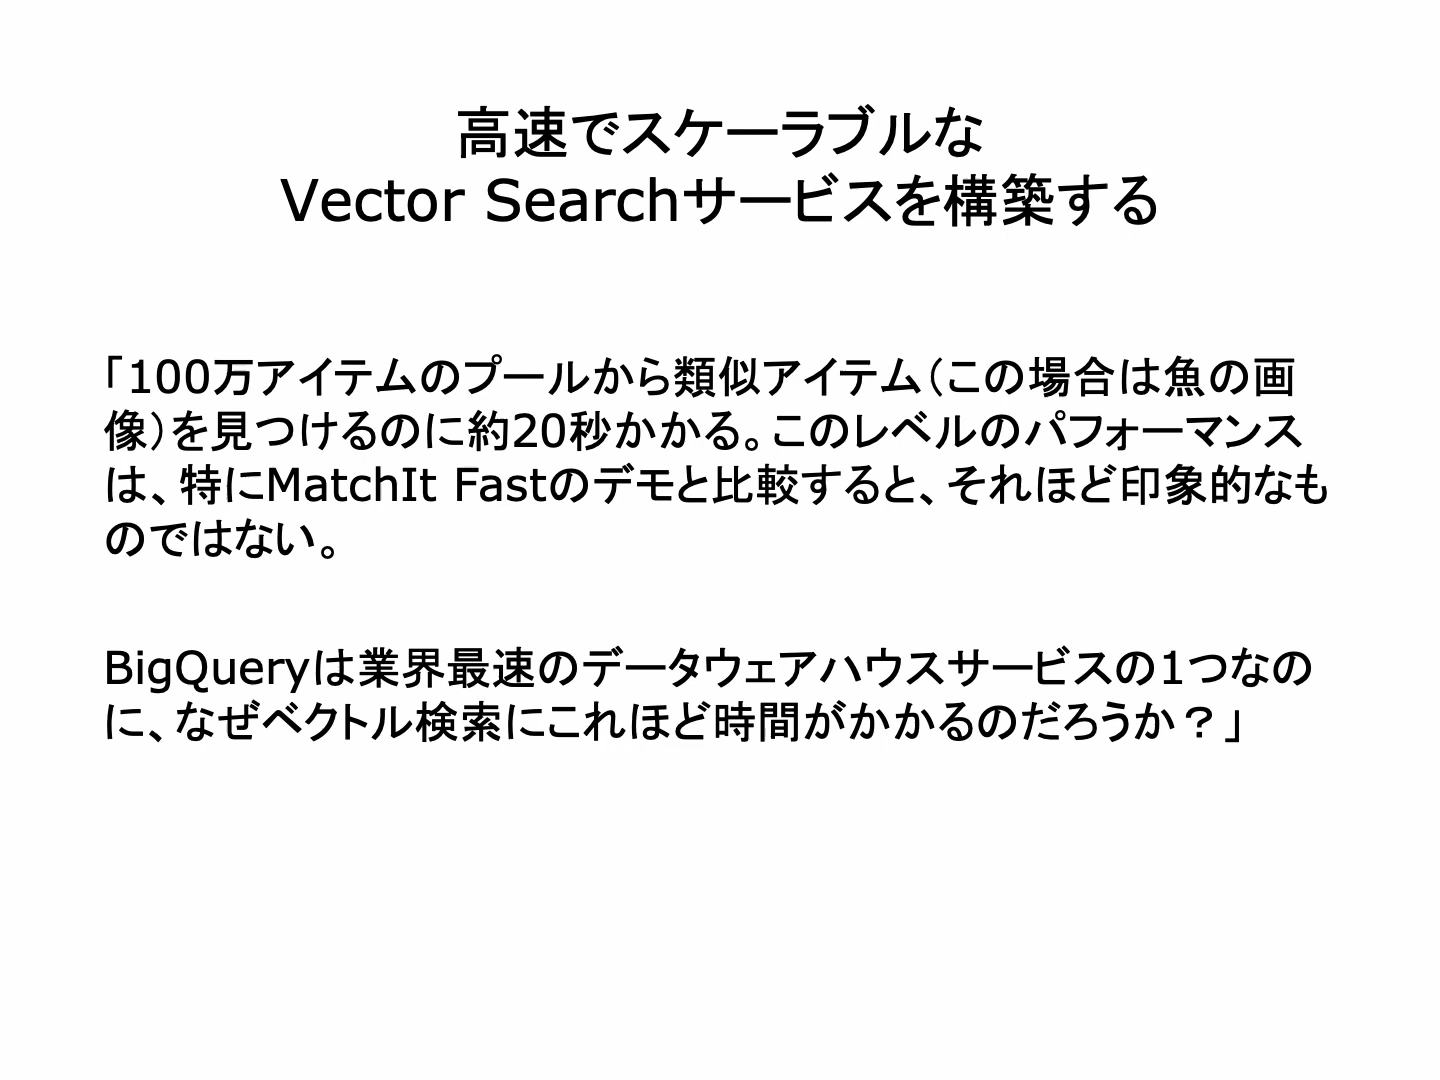 高速でスケーラブルな
Vector Searchサービスを構築する
「100万アイテムのプールから類似アイテム（この場合は魚の画
像）を見つけるのに約20秒かかる。このレベルのパフォーマンス
は、特にMatchIt Fastのデモと比較すると、それほど印象的なも
のではない。
BigQueryは業界最速のデータウェアハウスサービスの1つなの
に、なぜベクトル検索にこれほど時間がかかるのだろうか？」